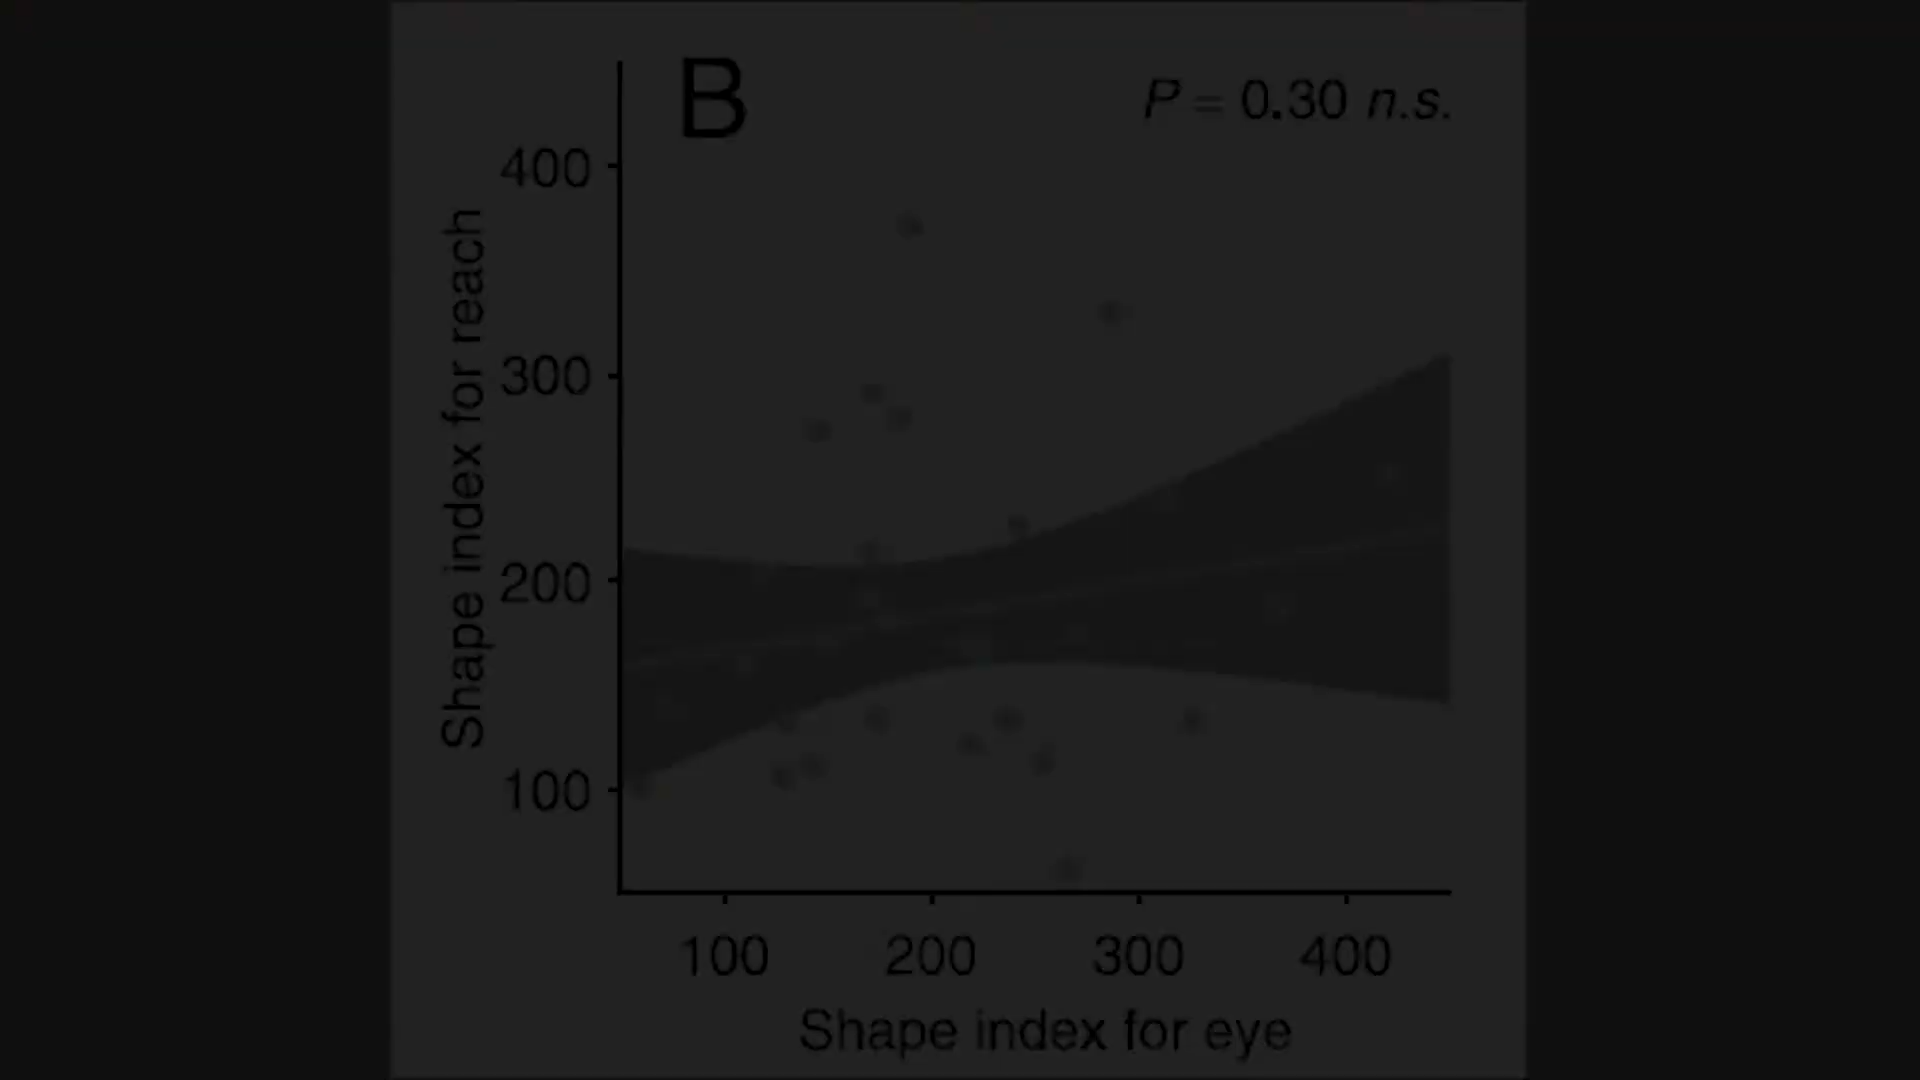 B
P = 0.30 n.s.
400
300
200
100
Shape index for reach
100 200 300 400
Shape index for eye